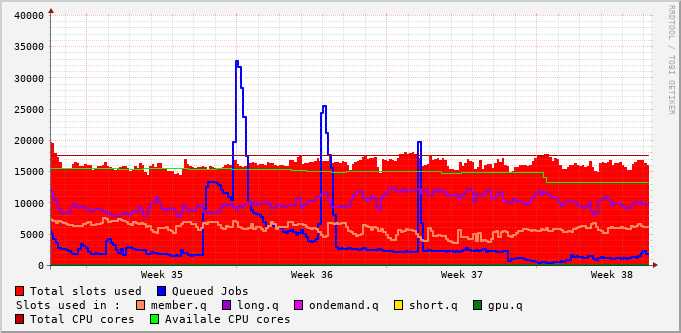 RRDTOOL / TOBI OETIKER
40000
35000
30000
25000
20000
15000
10000
5000
0
Week 35 Week 36 Week 37 Week 38
Total slots used Queued Jobs
Slots used in : member.q long.q ondemand.q short.q gpu.q
Total CPU cores Availale CPU cores